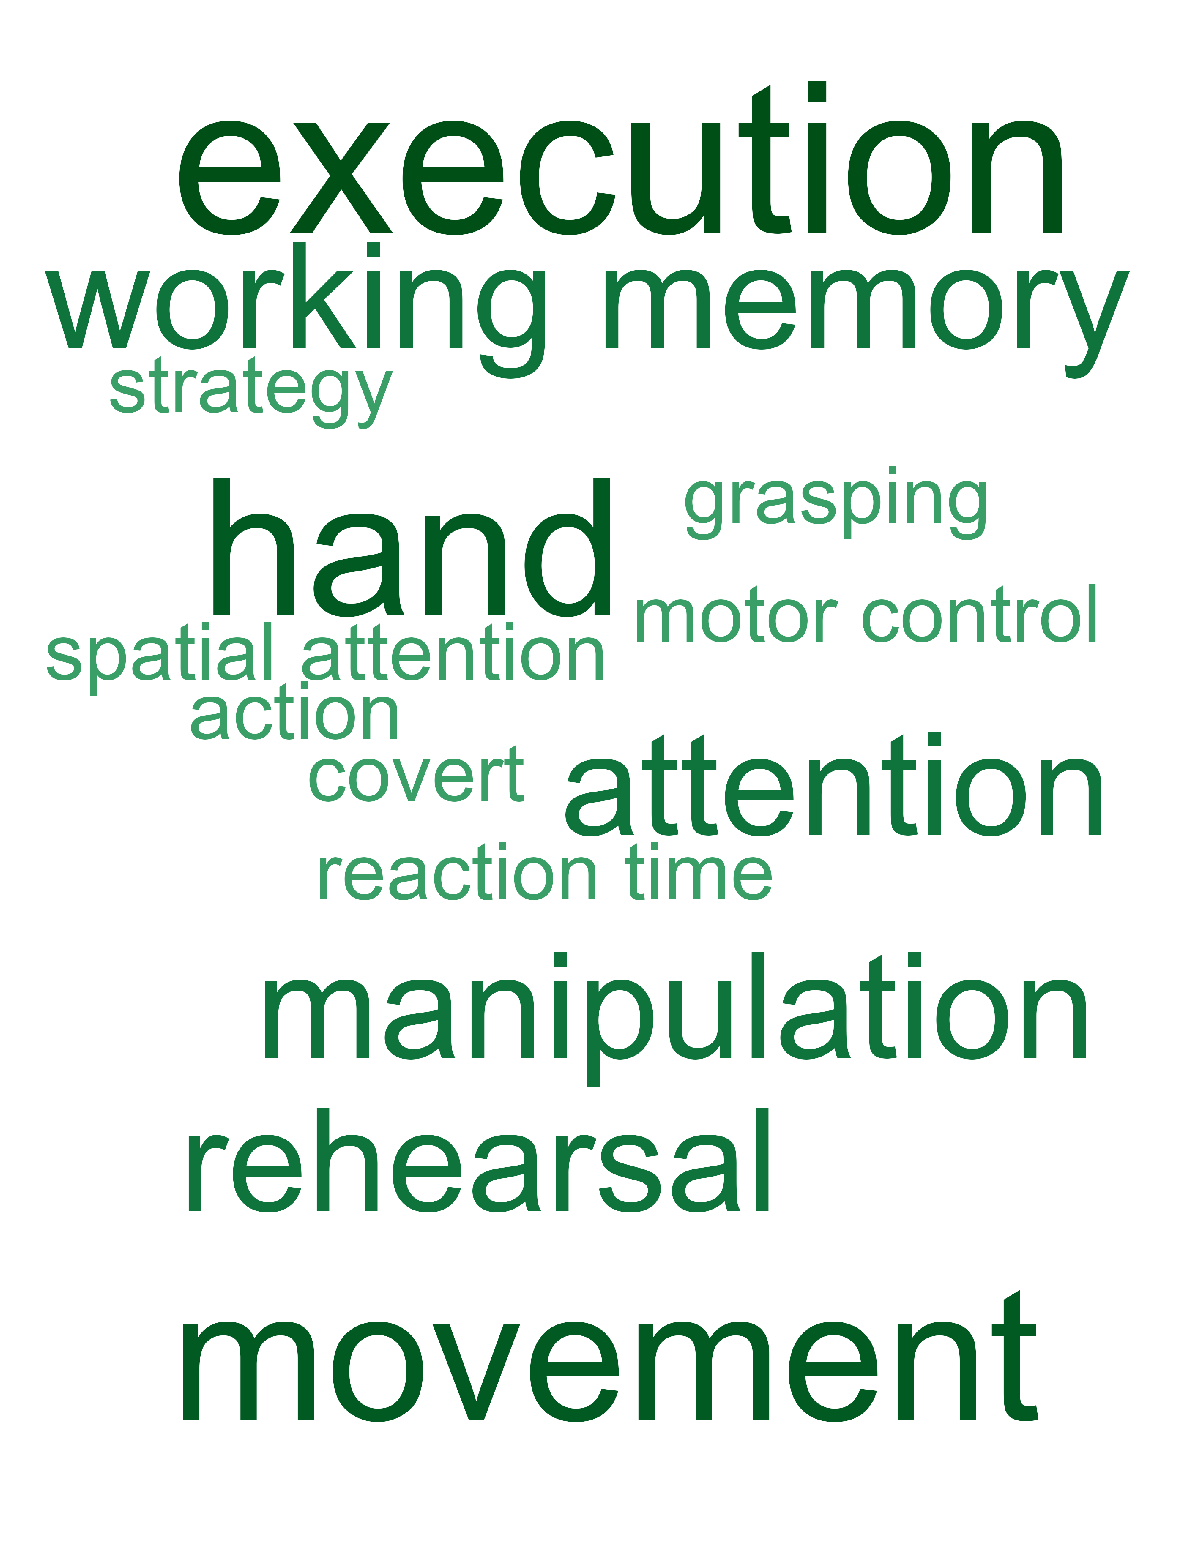 execution
working memory
strategy
hand
grasping
motor control
spatial attention
action
covert
attention
reaction time
manipulation
rehearsal
movement